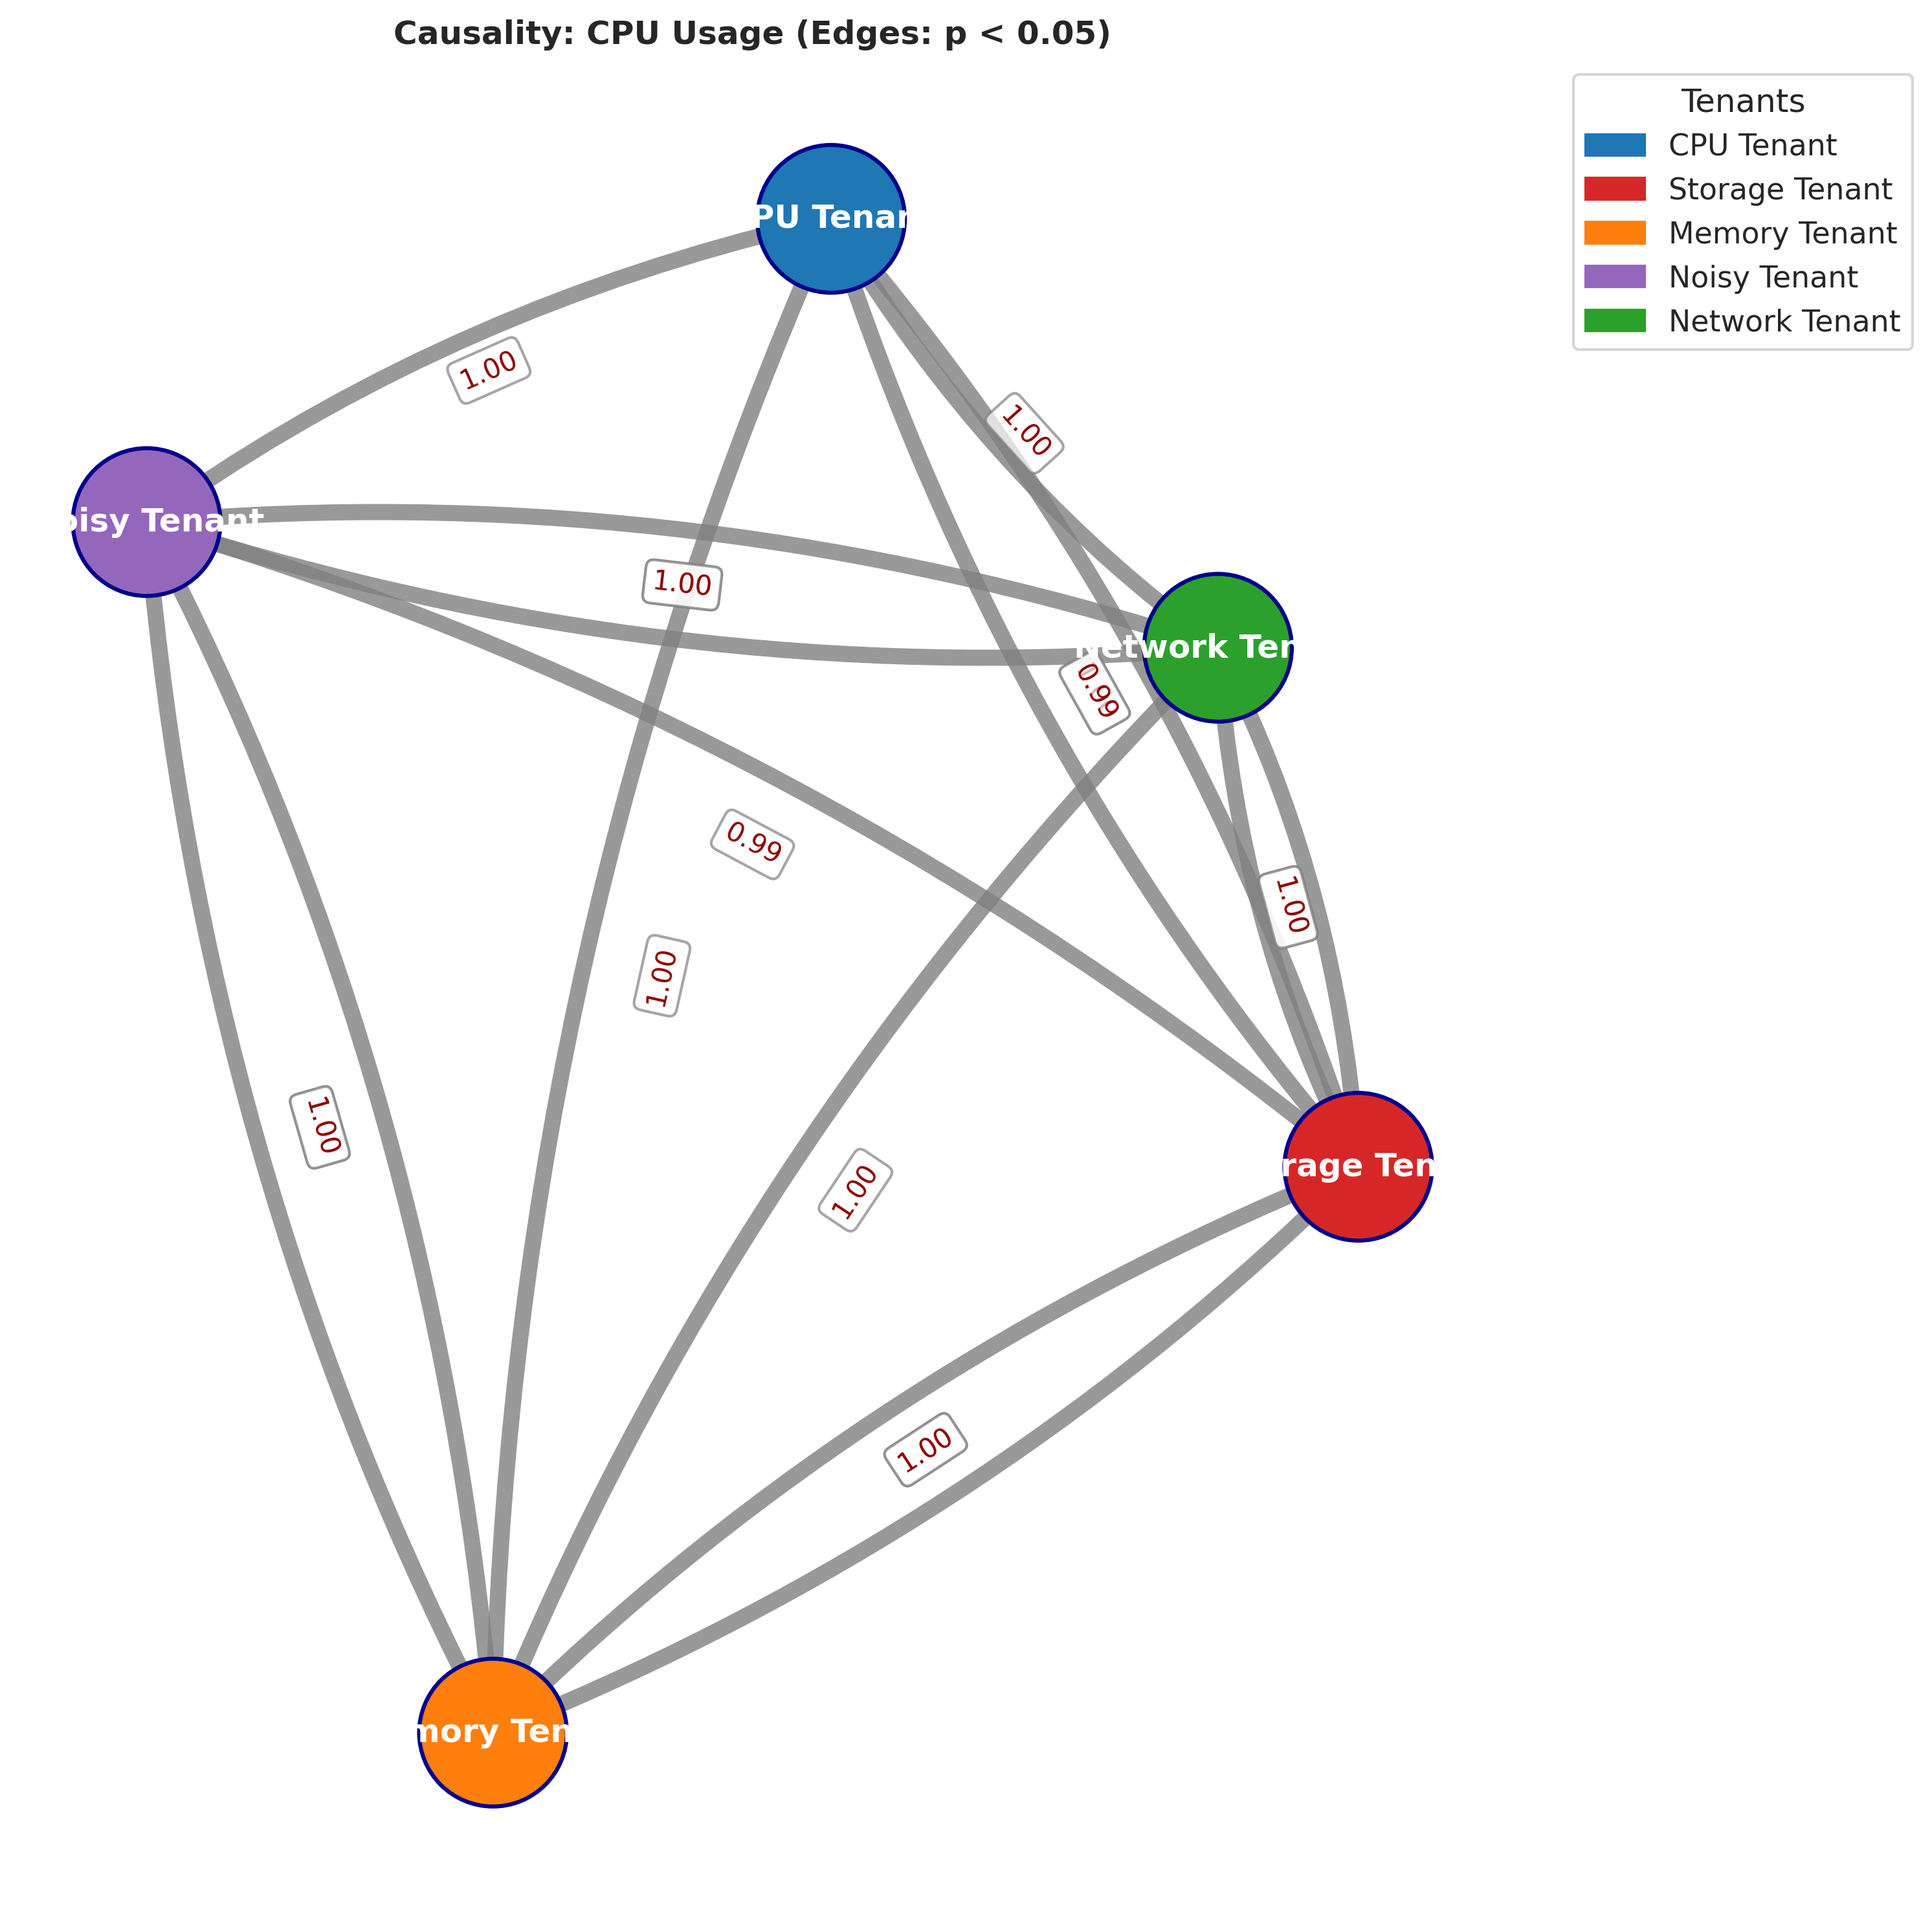 Causality: CPU Usage (Edges: p < 0.05)
Tenants
CPU Tenant
Storage Tenant
Memory Tenant
Noisy Tenant
Network Tenant
PU Tenan
1.00
1.00
oisy Tenant
1.00
Network Ten
0.99
0.99
1.00
1.00
1.00
1.00
rage Ten
1.00
mory Ten